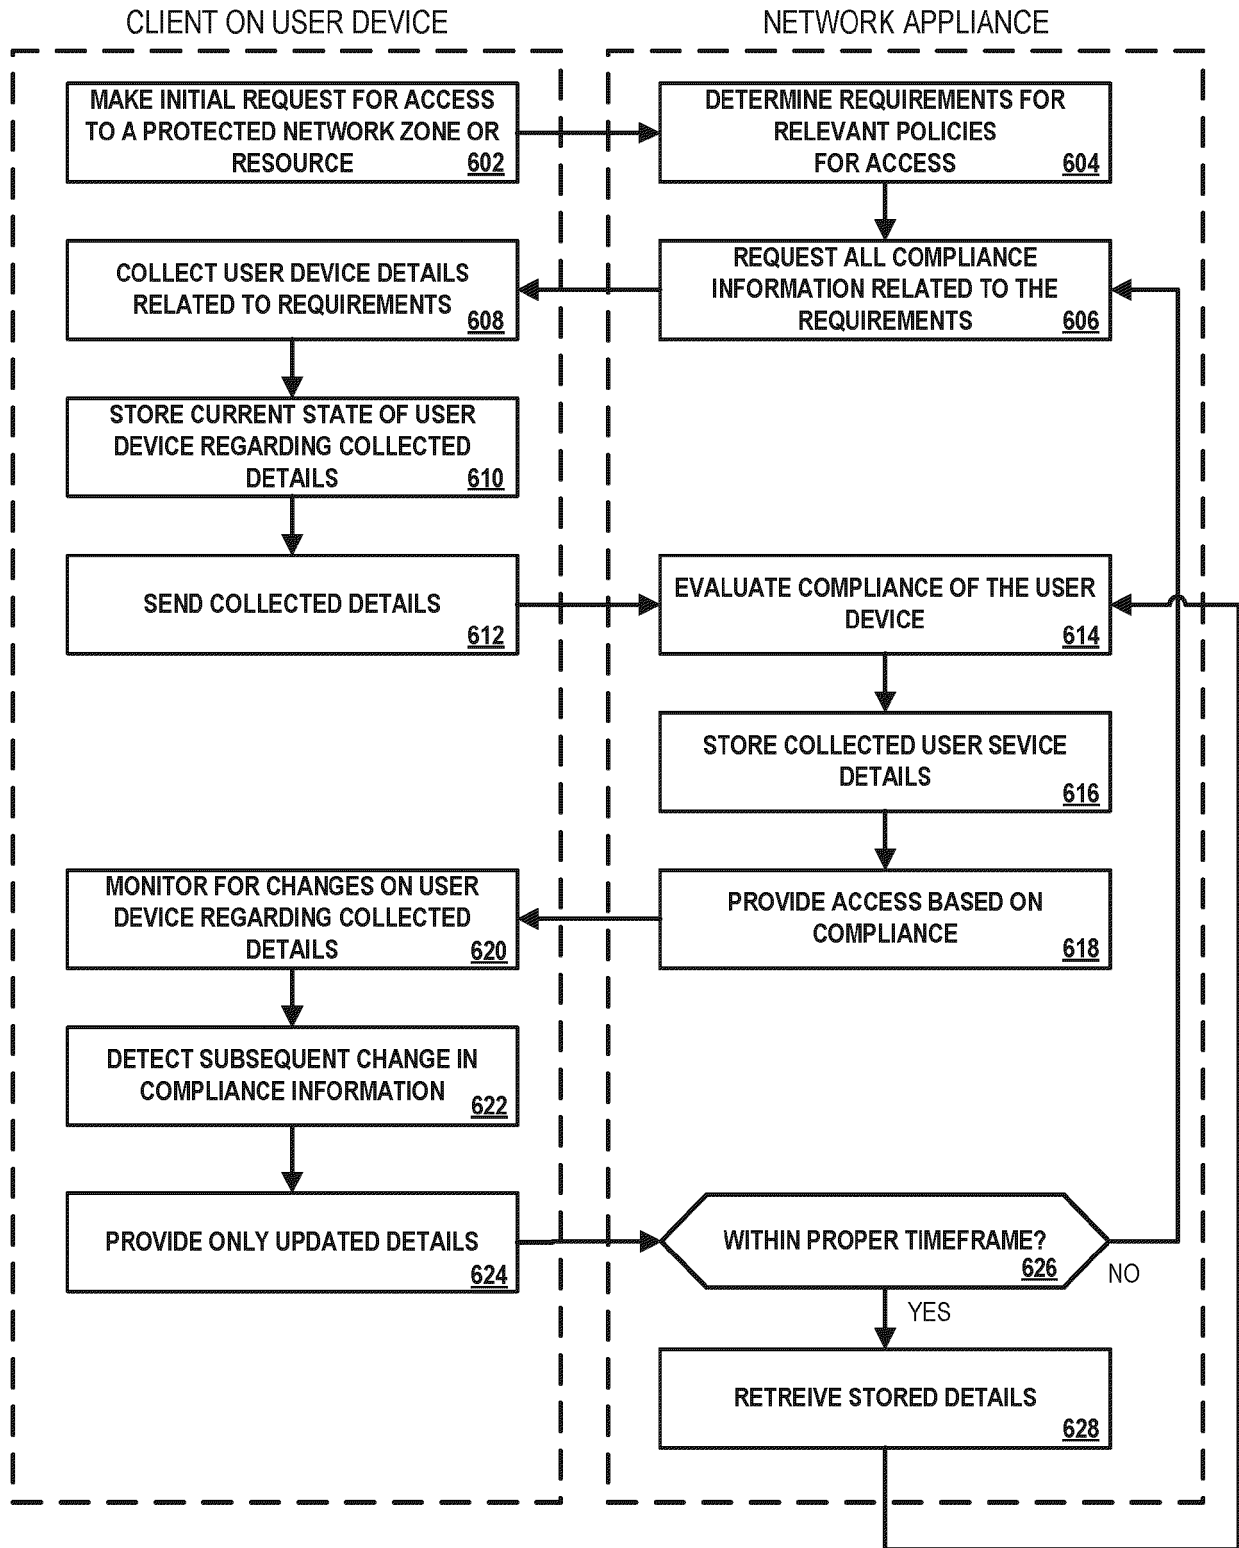 CLIENT ON USER DEVICE
NETWORK APPLIANCE
MAKE INITIAL REQUEST FOR ACCESS
TO A PROTECTED NETWORK ZONE OR
RESOURCE
602
DETERMINE REQUIREMENTS FOR
RELEVANT POLICIES
FOR ACCESS
604
COLLECT USER DEVICE DETAILS
RELATED TO REQUIREMENTS
608
REQUEST ALL COMPLIANCE
INFORMATION RELATED TO THE
REQUIREMENTS
606
STORE CURRENT STATE OF USER
DEVICE REGARDING COLLECTED
DETAILS
610
SEND COLLECTED DETAILS
612
EVALUATE COMPLIANCE OF THE USER
DEVICE
614
STORE COLLECTED USER SEVICE
DETAILS
616
MONITOR FOR CHANGES ON USER
DEVICE REGARDING COLLECTED
DETAILS
620
PROVIDE ACCESS BASED ON
COMPLIANCE
618
DETECT SUBSEQUENT CHANGE IN
COMPLIANCE INFORMATION
622
PROVIDE ONLY UPDATED DETAILS
624
WITHIN PROPER TIMEFRAME?
626
NO
YES
RETREIVE STORED DETAILS
628